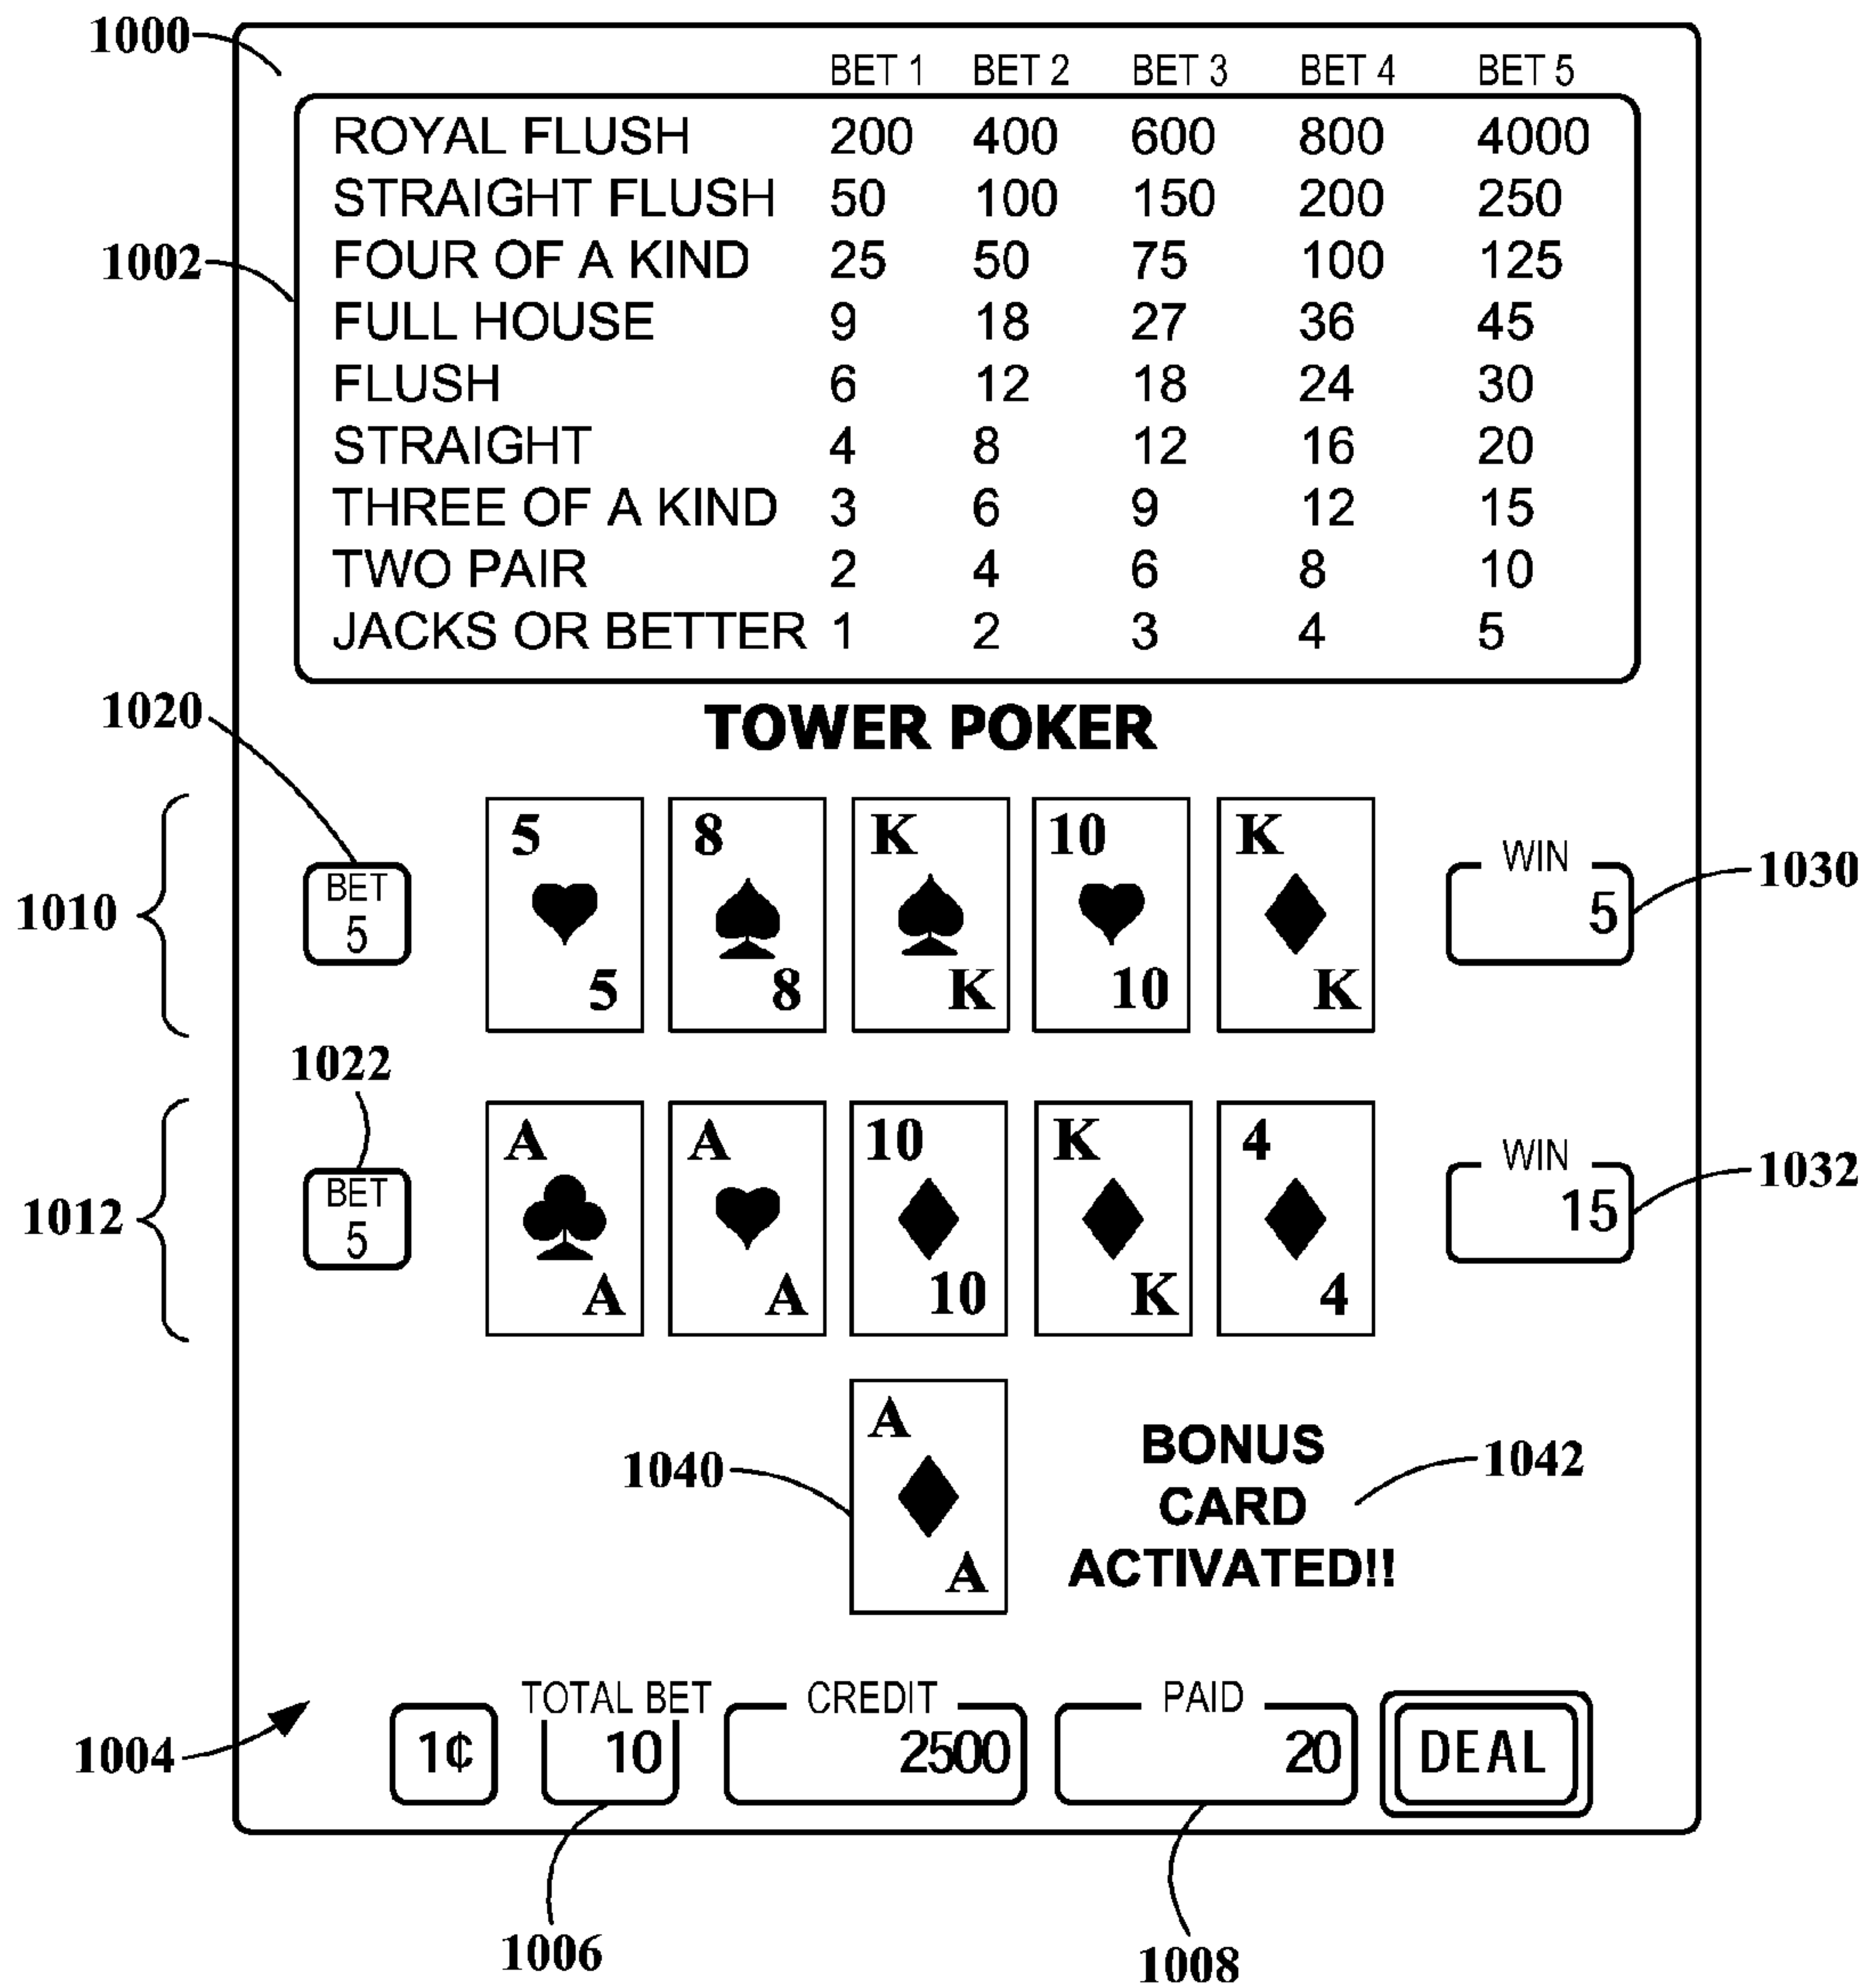 1000
BET 1 BET 2 BET 3 BET 4 BET 5
ROYAL FLUSH 200 400 600 800 4000
STRAIGHT FLUSH 50 100 150 200 250
1002
FOUR OF A KIND 25 50 75 100 125
FULL HOUSE 9 18 27 36 45
FLUSH 6 12 18 24 30
STRAIGHT 4 8 12 16 20
THREE OF A KIND 3 6 9 12 15
TWO PAIR 2 4 6 8 10
JACKS OR BETTER 1 2 3 4 5
1020
TOWER POKER
5 8 K 10 K
WIN
1030
BET
1010
5
5
5 8 K 10 K
1022
A A 10 K 4
WIN
1032
BET
1012
5
15
A A 10 K 4
A
BONUS
1040
1042
CARD
A
ACTIVATED!!
TOTAL BET CREDIT PAID
1004
1¢ 10 2500 20 DEAL
1006
1008